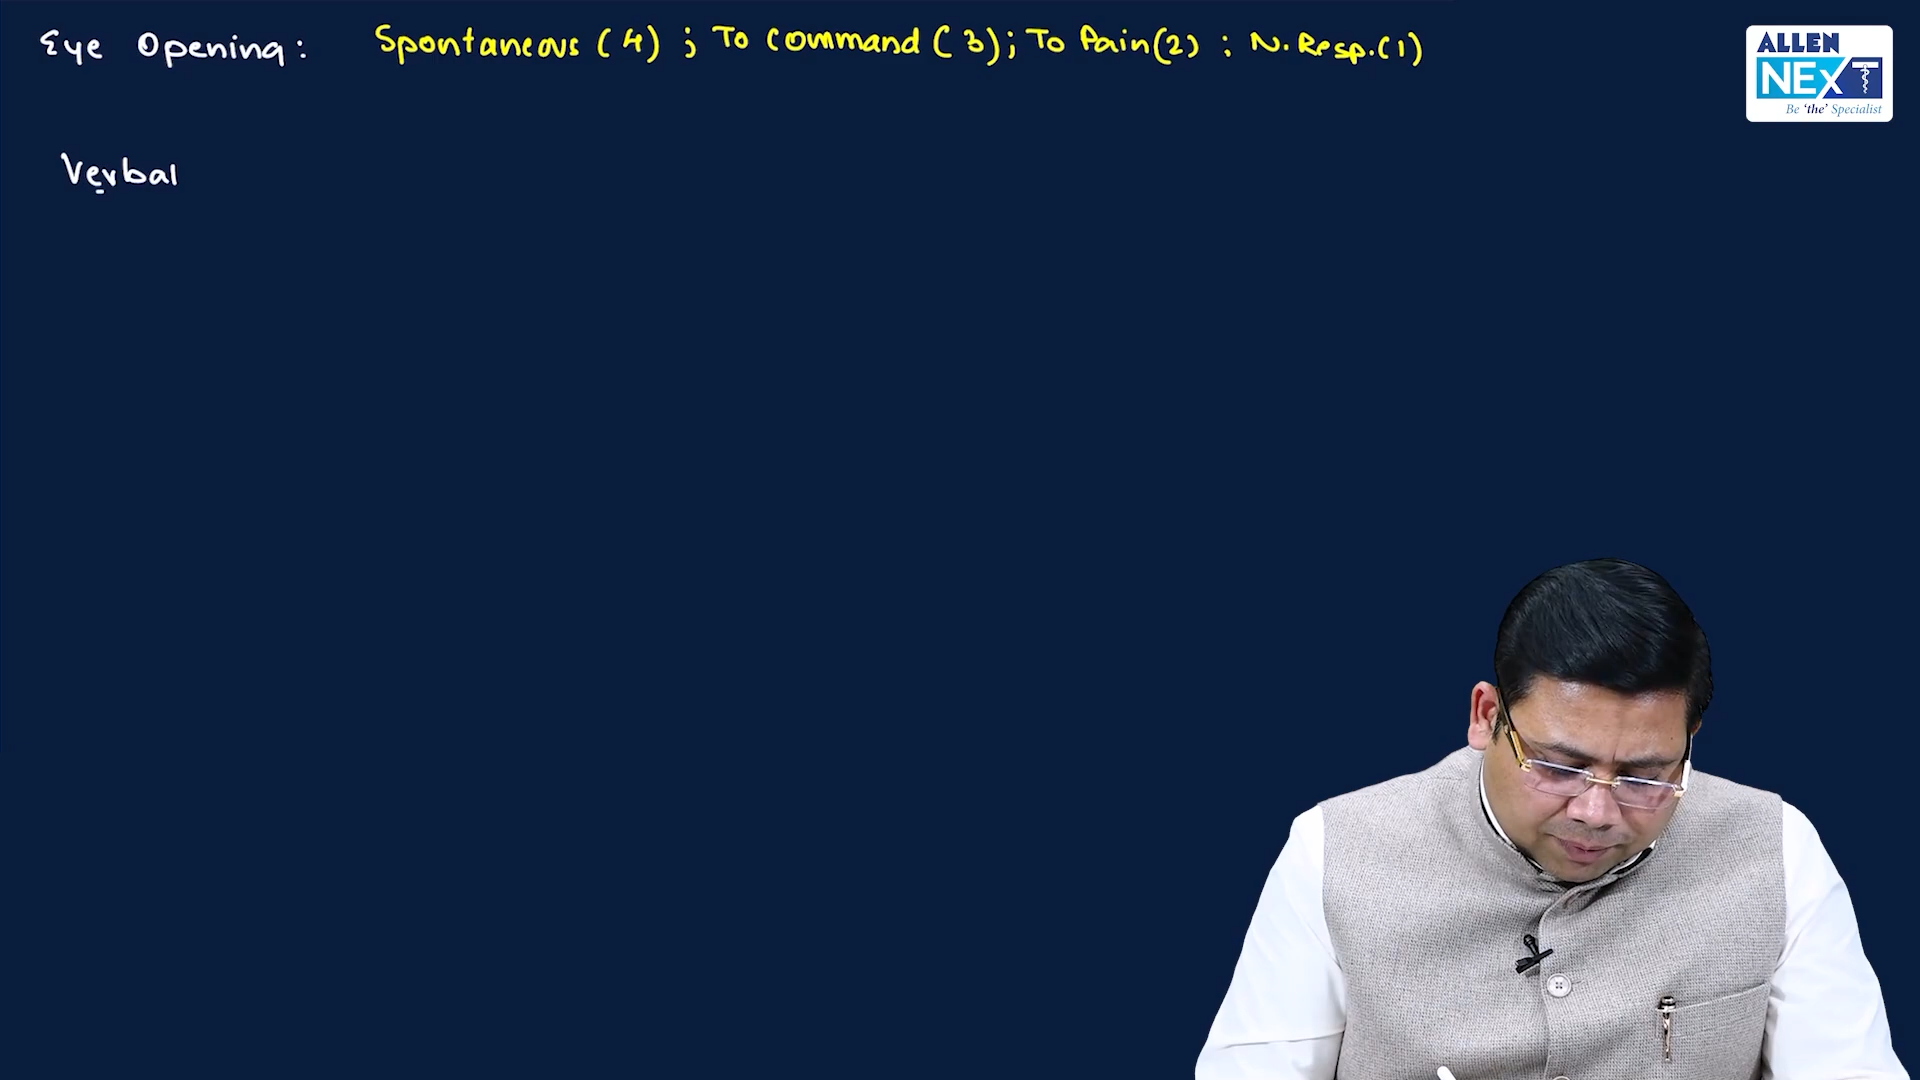 Eye Opening: Spontaneous (4) ; To Command (3); To Pain(2) ; N.Resp.(1)
ALLEN
NEXT
Be 'the' Specialist
Verbal